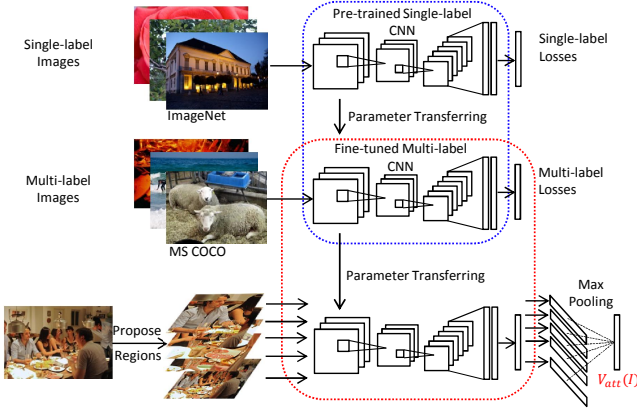 Pre-trained Single-label
CNN
Single-label
Images
Single-label
Losses
ImageNet
Parameter Transferring
Fine-tuned Multi-label
CNN
Multi-label
Images
Multi-label
Losses
MS COCO
Parameter Transferring
Max
Pooling
Propose
Regions
V_att(I)